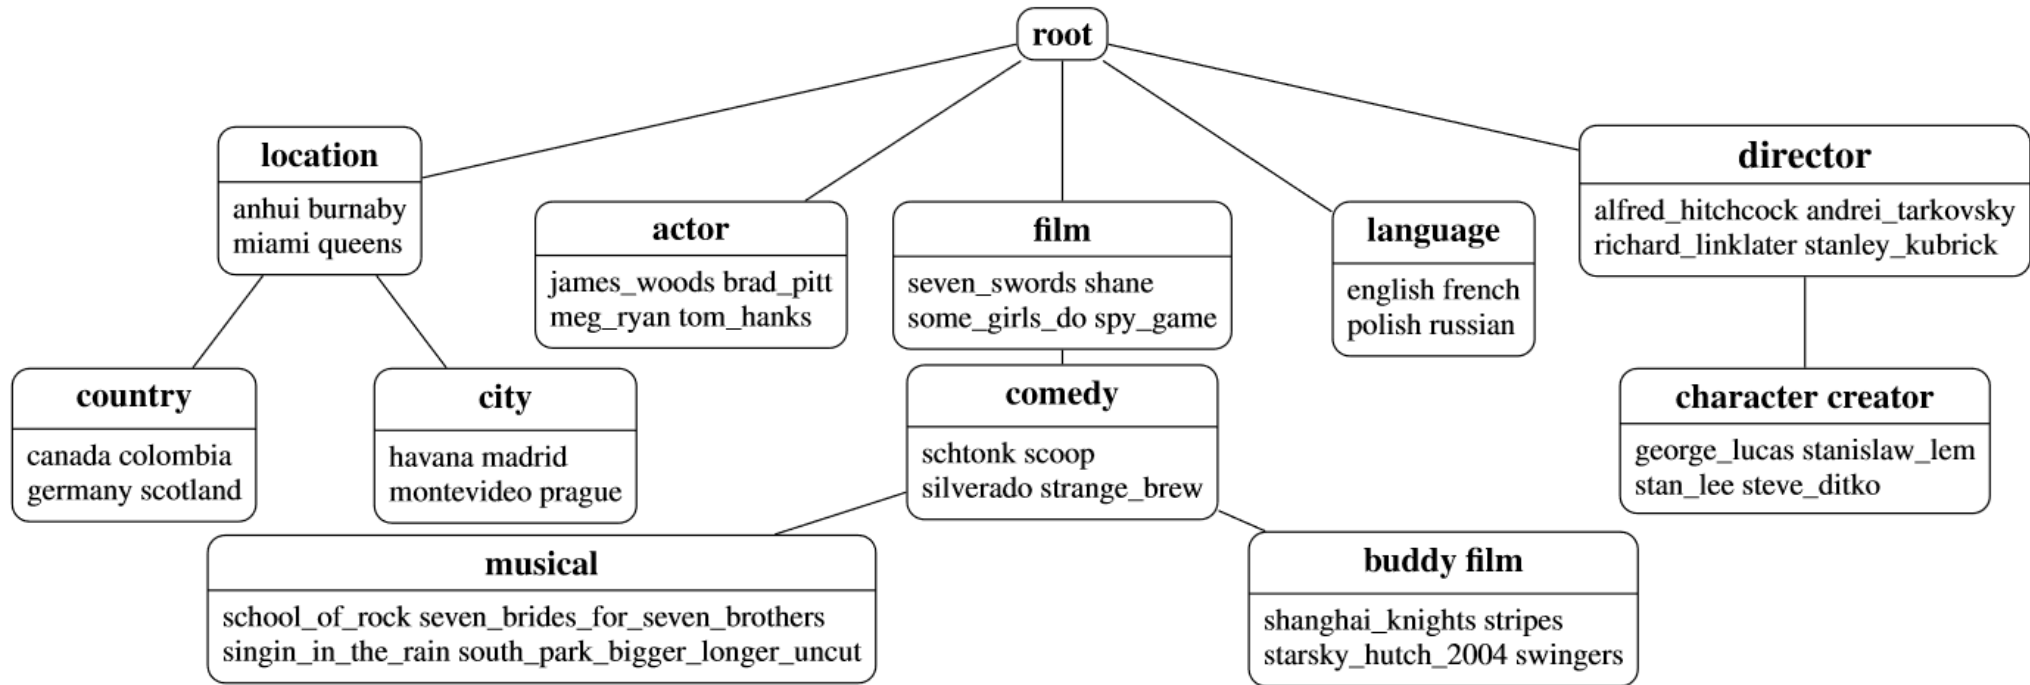 root
location
anhui burnaby
miami queens
actor
james_woods brad_pitt
meg_ryan tom_hanks
film
seven_swords shane
some_girls_do spy_game
language
english french
polish russian
director
alfred_hitchcock andrei_tarkovsky
richard_linklater stanley_kubrick
country
canada colombia
germany scotland
city
havana madrid
montevideo prague
comedy
schtonk scoop
silverado strange_brew
character creator
george_lucas stanislaw_lem
stan_lee steve_ditko
musical
school_of_rock seven_brides_for_seven_brothers
singin_in_the_rain south_park_bigger_longer_uncut
buddy film
shanghai_knights stripes
starsky_hutch_2004 swingers